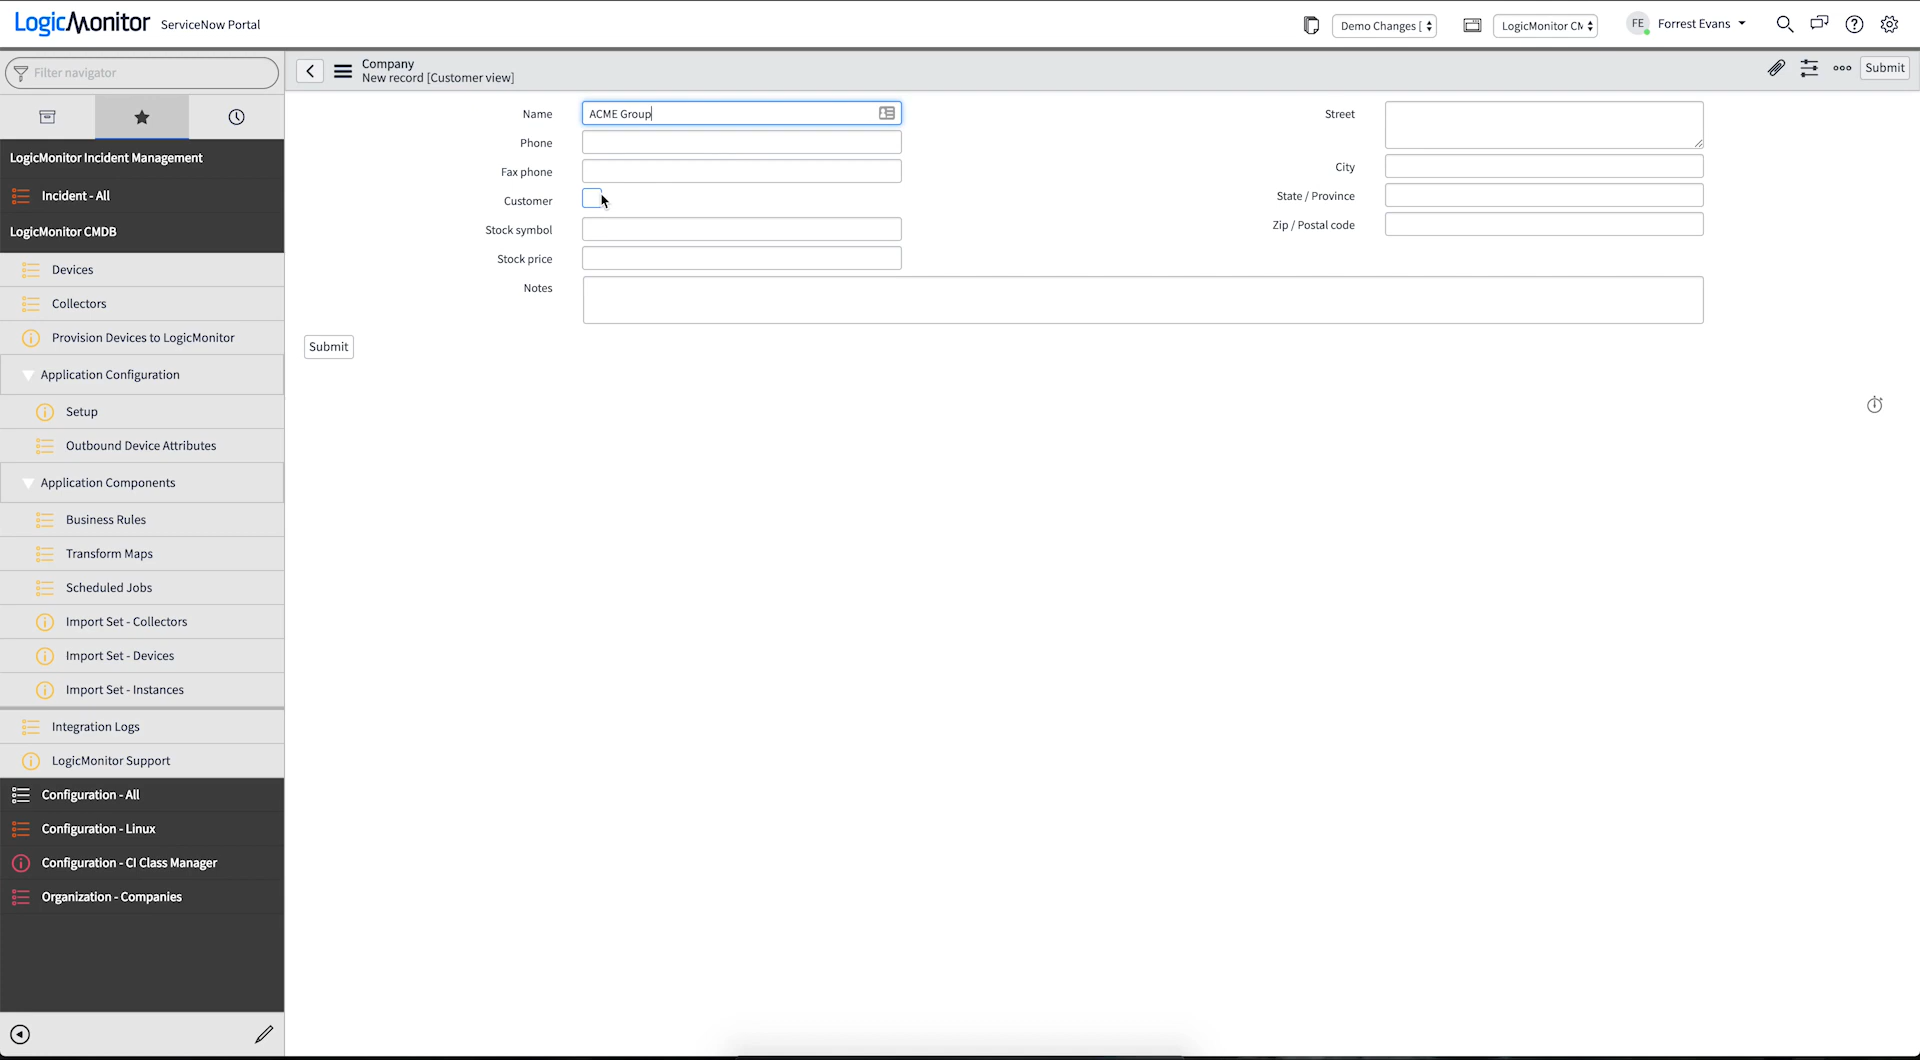 LogicMonitor ServiceNow Portal
Demo Changes [
LogicMonitor CM
FE Forrest Evans
Filter navigator
Company
New record [Customer view]
Submit
LogicMonitor Incident Management
Incident - All
LogicMonitor CMDB
Devices
Collectors
Provision Devices to LogicMonitor
Application Configuration
Setup
Outbound Device Attributes
Application Components
Business Rules
Transform Maps
Scheduled Jobs
Import Set - Collectors
Import Set - Devices
Import Set - Instances
Integration Logs
LogicMonitor Support
Configuration - All
Configuration - Linux
Configuration - CI Class Manager
Organization - Companies
Name ACME Group
Phone
Fax phone
Customer
Stock symbol
Stock price
Notes
Street
City
State / Province
Zip / Postal code
Submit